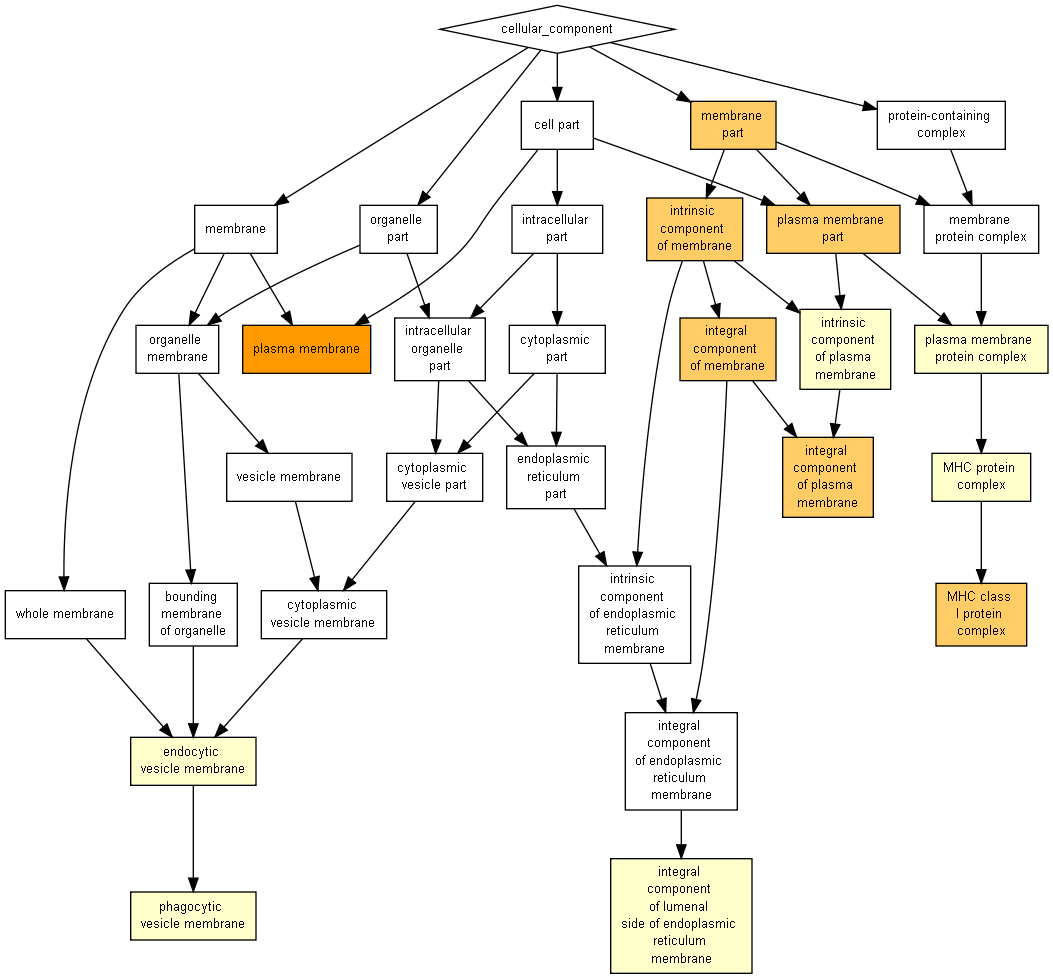 cellular_component
cell part
membrane
part
protein-containing
complex
membrane
organelle
part
intracellular
part
intrinsic
component
of membrane
plasma membrane
part
membrane
protein complex
organelle
membrane
plasma membrane
intracellular
organelle
part
cytoplasmic
part
integral
component
of membrane
intrinsic
component
of plasma
membrane
plasma membrane
protein complex
vesicle membrane
cytoplasmic
vesicle part
endoplasmic
reticulum
part
integral
component
of plasma
membrane
MHC protein
complex
whole membrane
bounding
membrane
of organelle
cytoplasmic
vesicle membrane
intrinsic
component
of endoplasmic
reticulum
membrane
MHC class
I protein
complex
endocytic
vesicle membrane
integral
component
of endoplasmic
reticulum
membrane
phagocytic
vesicle membrane
integral
component
of lumenal
side of endoplasmic
reticulum
membrane